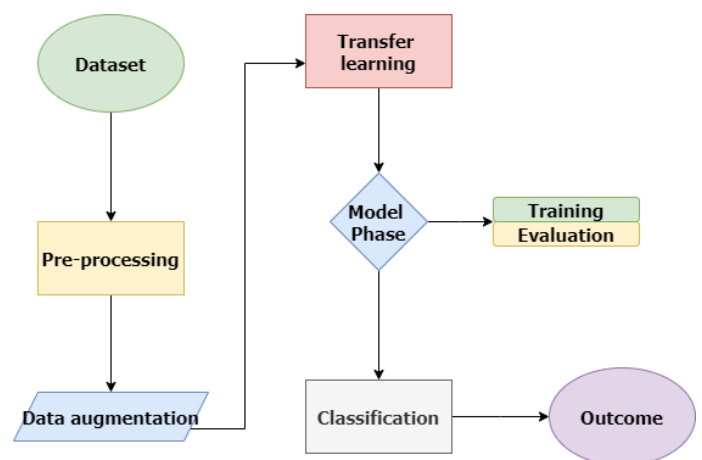 Dataset
Pre-processing
Data augmentation
Transfer
learning
Model
Phase
Training
Evaluation
Classification
Outcome